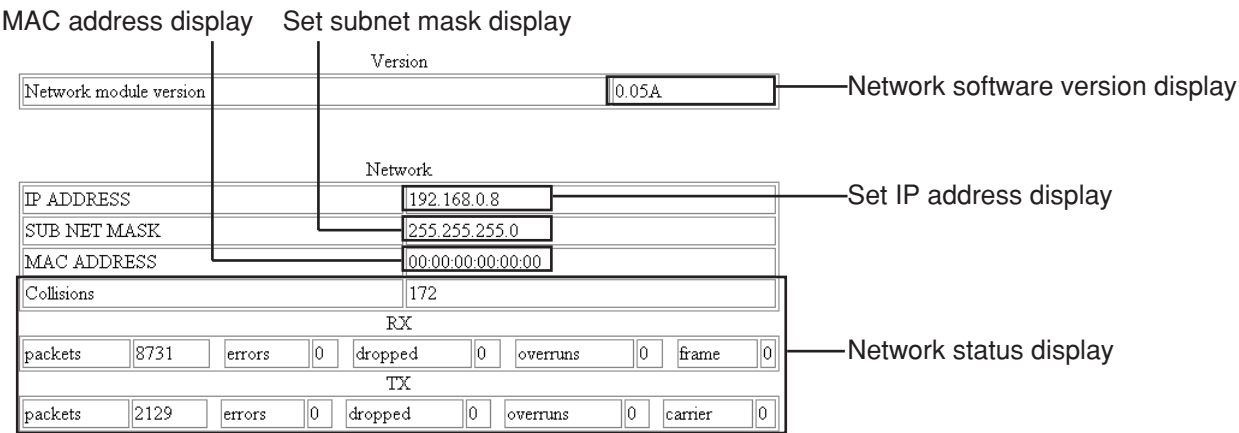 MAC address display Set subnet mask display
Version
Network module version 0.05A Network software version display
Network
IP ADDRESS 192.168.0.8 Set IP address display
SUB NET MASK 255.255.255.0
MAC ADDRESS 00:00:00:00:00:00
Collisions 172
RX
packets 8731 errors 0 dropped 0 overruns 0 frame 0 Network status display
TX
packets 2129 errors 0 dropped 0 overruns 0 carrier 0